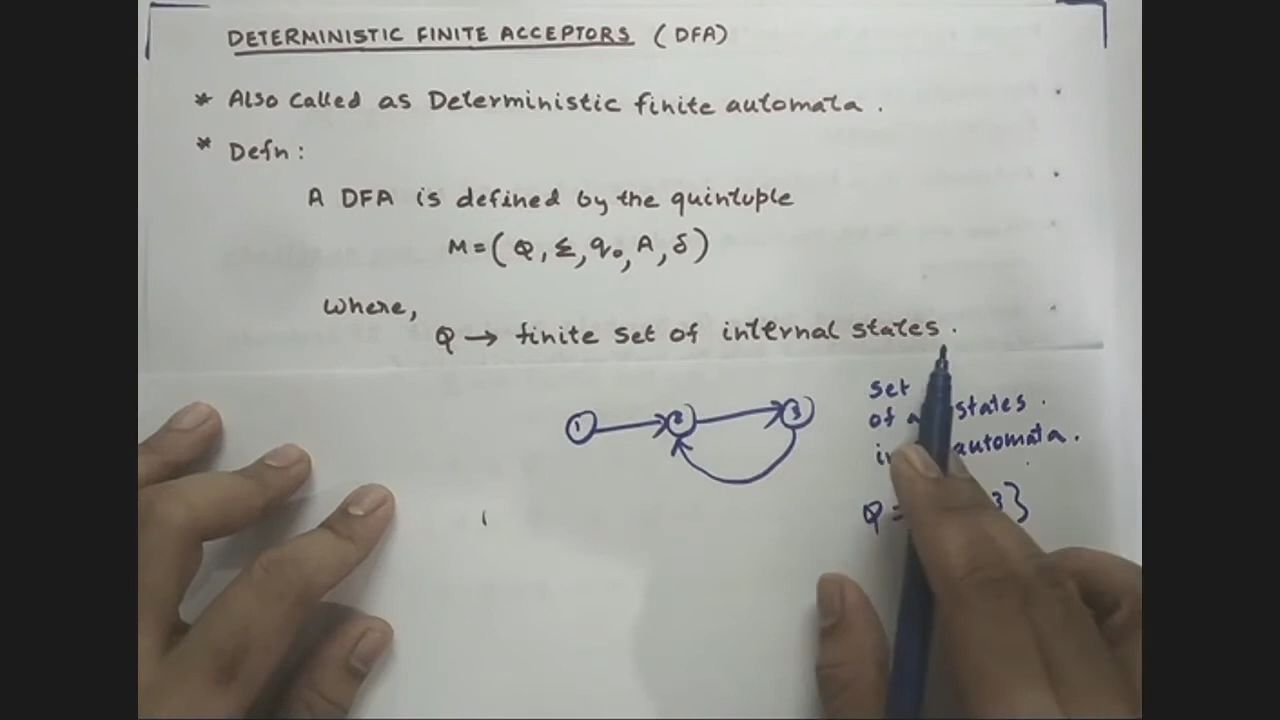 DETERMINISTIC FINITE ACCEPTORS (DFA)
* Also called as Deterministic finite automata.
* Defn:
A DFA is defined by the quintuple
M=(Q, Σ, q₀, A, δ)
Where,
Q → finite set of internal states.
1 2 3
set
of states.
automata.
Q = 3}